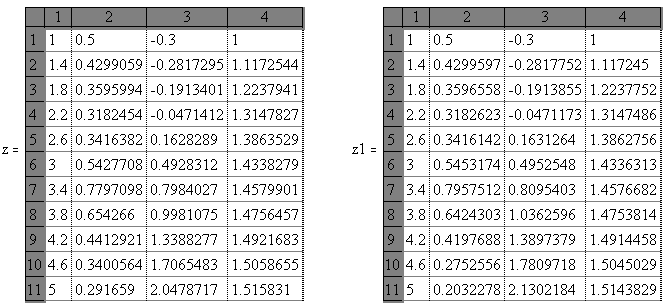 1 2 3 4 1 2 3 4
1 1 0.5 -0.3 1 1 1 0.5 -0.3 1
2 1.4 0.4299059 -0.2817295 1.1172544 2 1.4 0.4299597 -0.2817752 1.117245
3 1.8 0.3595994 -0.1913401 1.2237941 3 1.8 0.3596558 -0.1913855 1.2237752
4 2.2 0.3182454 -0.0471412 1.3147827 4 2.2 0.3182623 -0.0471173 1.3147486
5 2.6 0.3416382 0.1628289 1.3863529 5 2.6 0.3416142 0.1631264 1.3862756
z = 6 3 0.5427708 0.4928312 1.4338279 z1 = 6 3 0.5453174 0.4952548 1.4336313
7 3.4 0.7797098 0.7984027 1.4579901 7 3.4 0.7957512 0.8095403 1.4576682
8 3.8 0.654266 0.9981075 1.4756457 8 3.8 0.6424303 1.0362596 1.4753814
9 4.2 0.4412921 1.3388277 1.4921683 9 4.2 0.4197688 1.3897379 1.4914458
10 4.6 0.3400564 1.7065483 1.5058655 10 4.6 0.2752556 1.7809718 1.5045029
11 5 0.291659 2.0478717 1.515831 11 5 0.2032278 2.1302184 1.5143829